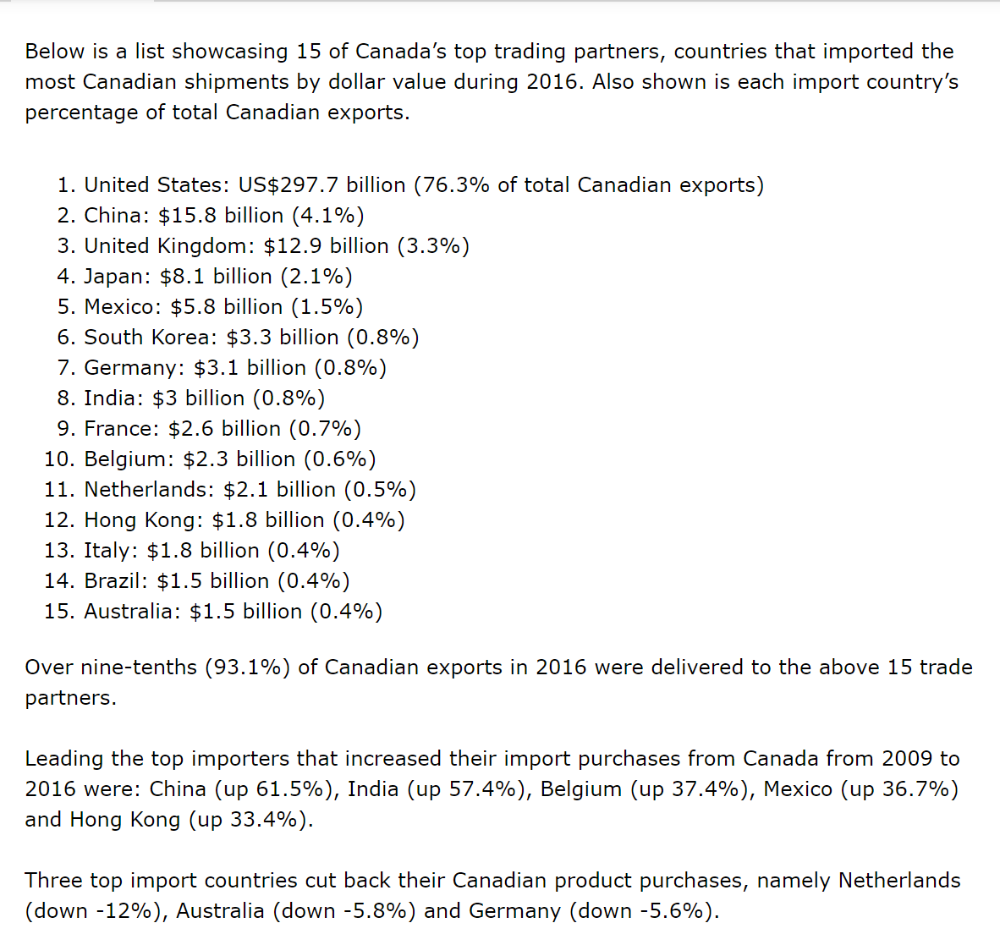 Below is a list showcasing 15 of Canada’s top trading partners, countries that imported the
most Canadian shipments by dollar value during 2016. Also shown is each import country’s
percentage of total Canadian exports.
1. United States: US$297.7 billion (76.3% of total Canadian exports)
2. China: $15.8 billion (4.1%)
3. United Kingdom: $12.9 billion (3.3%)
4. Japan: $8.1 billion (2.1%)
5. Mexico: $5.8 billion (1.5%)
6. South Korea: $3.3 billion (0.8%)
7. Germany: $3.1 billion (0.8%)
8. India: $3 billion (0.8%)
9. France: $2.6 billion (0.7%)
10. Belgium: $2.3 billion (0.6%)
11. Netherlands: $2.1 billion (0.5%)
12. Hong Kong: $1.8 billion (0.4%)
13. Italy: $1.8 billion (0.4%)
14. Brazil: $1.5 billion (0.4%)
15. Australia: $1.5 billion (0.4%)
Over nine-tenths (93.1%) of Canadian exports in 2016 were delivered to the above 15 trade
partners.
Leading the top importers that increased their import purchases from Canada from 2009 to
2016 were: China (up 61.5%), India (up 57.4%), Belgium (up 37.4%), Mexico (up 36.7%)
and Hong Kong (up 33.4%).
Three top import countries cut back their Canadian product purchases, namely Netherlands
(down -12%), Australia (down -5.8%) and Germany (down -5.6%).